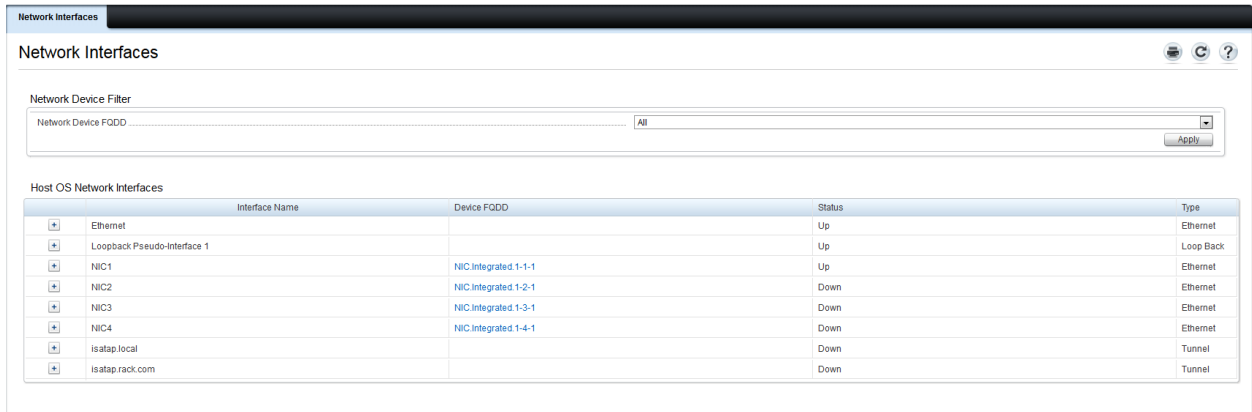 Network Interfaces
Network Interfaces
Network Device Filter
Network Device FQDD All
Apply
Host OS Network Interfaces
Interface Name Device FQDD Status Type
Ethernet Up Ethernet
Loopback Pseudo-Interface 1 Up Loop Back
NIC1 NIC.Integrated.1-1-1 Up Ethernet
NIC2 NIC.Integrated.1-2-1 Down Ethernet
NIC3 NIC.Integrated.1-3-1 Down Ethernet
NIC4 NIC.Integrated.1-4-1 Down Ethernet
isatap.local Down Tunnel
isatap.rack.com Down Tunnel